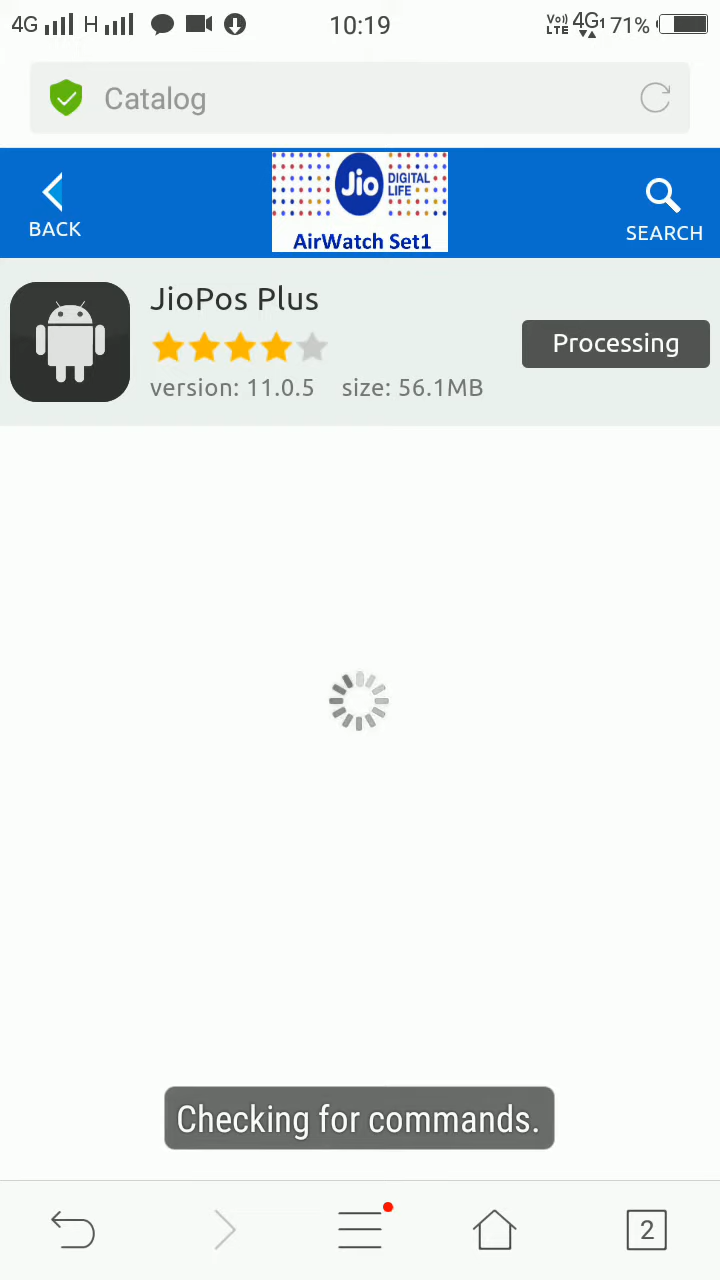 4G H 10:19 Vo)) LTE 4G1 71%
Catalog
BACK
Jio DIGITAL LIFE
AirWatch Set1
SEARCH
JioPos Plus
Processing
version: 11.0.5 size: 56.1MB
Checking for commands.
2